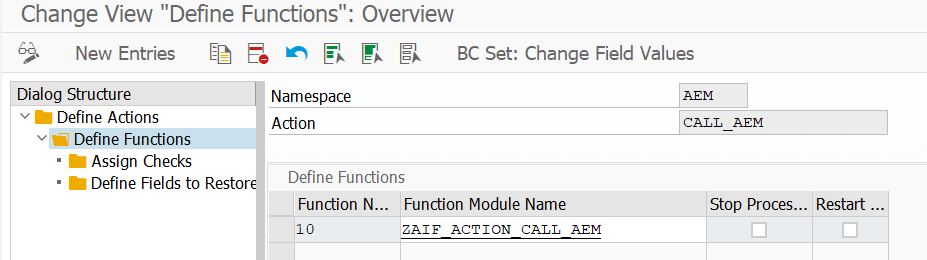 Change View "Define Functions": Overview
New Entries
BC Set: Change Field Values
Dialog Structure
Define Actions
Define Functions
Assign Checks
Define Fields to Restore
Namespace AEM
Action CALL_AEM
Define Functions
Function N... Function Module Name Stop Proces... Restart ...
10 ZAIF_ACTION_CALL_AEM